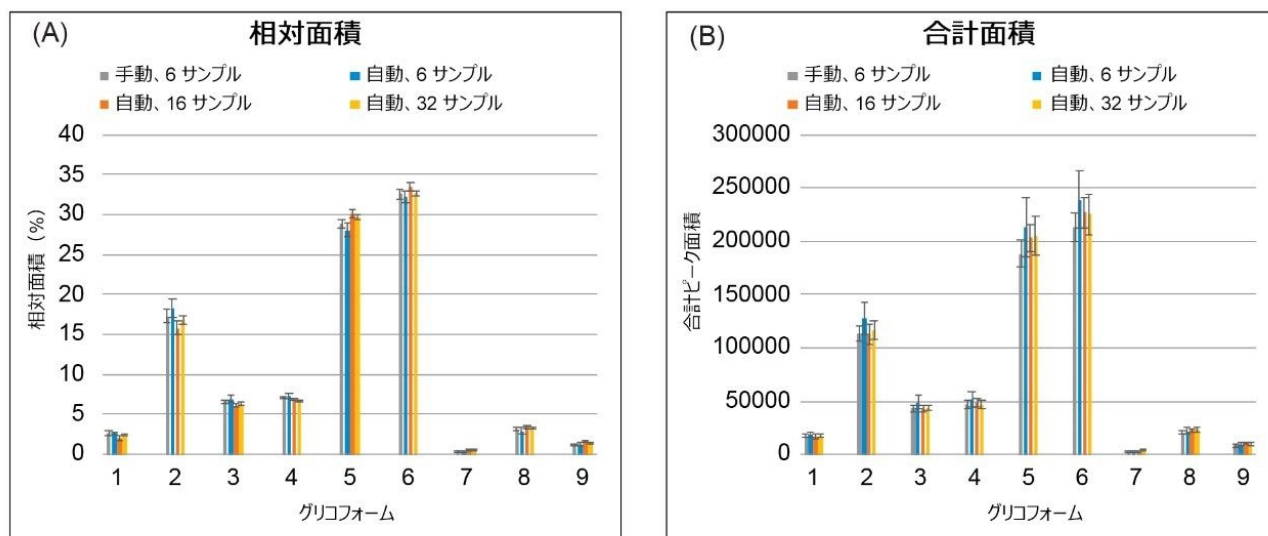 (A) 相対面積
手動、6 サンプル 自動、6 サンプル
自動、16 サンプル 自動、32 サンプル
相対面積（%）
40
35
30
25
20
15
10
5
0
1 2 3 4 5 6 7 8 9
グリコフォーム
(B) 合計面積
手動、6 サンプル 自動、6 サンプル
自動、16 サンプル 自動、32 サンプル
合計ピーク面積
300000
250000
200000
150000
100000
50000
0
1 2 3 4 5 6 7 8 9
グリコフォーム